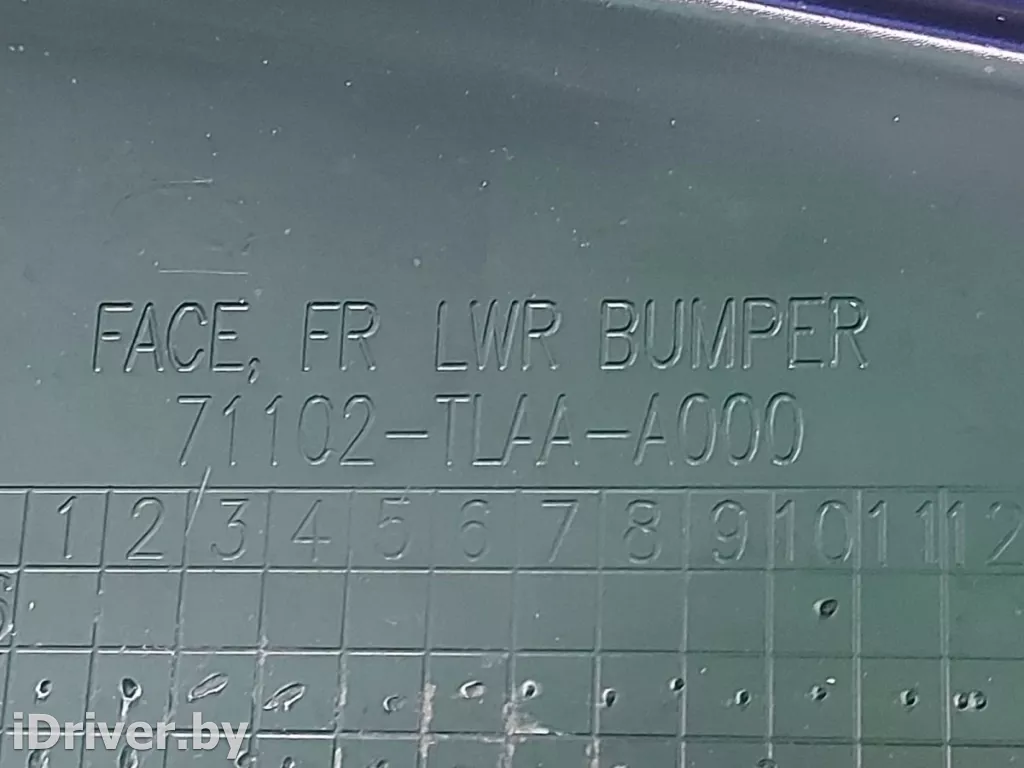 FACE, FR LWR BUMPER
71102-TLAA-A000
1 2 3 4 5 6 7 8 9 10 11 12
iDriver.by